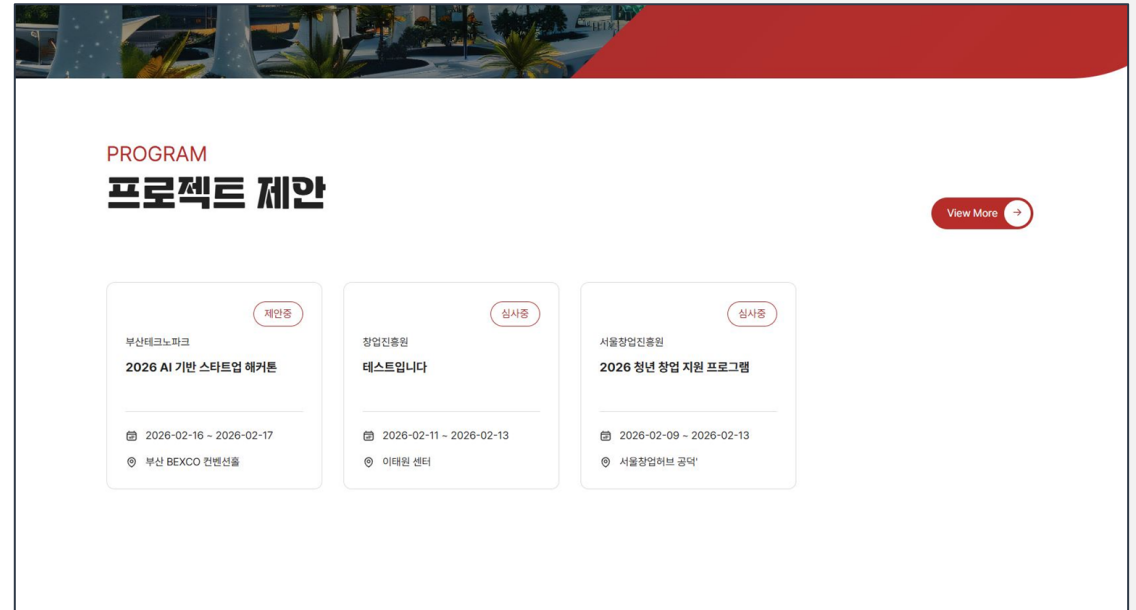 PROGRAM
프로젝트 제안
View More
제안중
부산테크노파크
2026 AI 기반 스타트업 해커톤
2026-02-16 ~ 2026-02-17
부산 BEXCO 컨벤션홀
심사중
창업진흥원
테스트입니다
2026-02-11 ~ 2026-02-13
이태원 센터
심사중
서울창업진흥원
2026 청년 창업 지원 프로그램
2026-02-09 ~ 2026-02-13
서울창업허브 공덕'